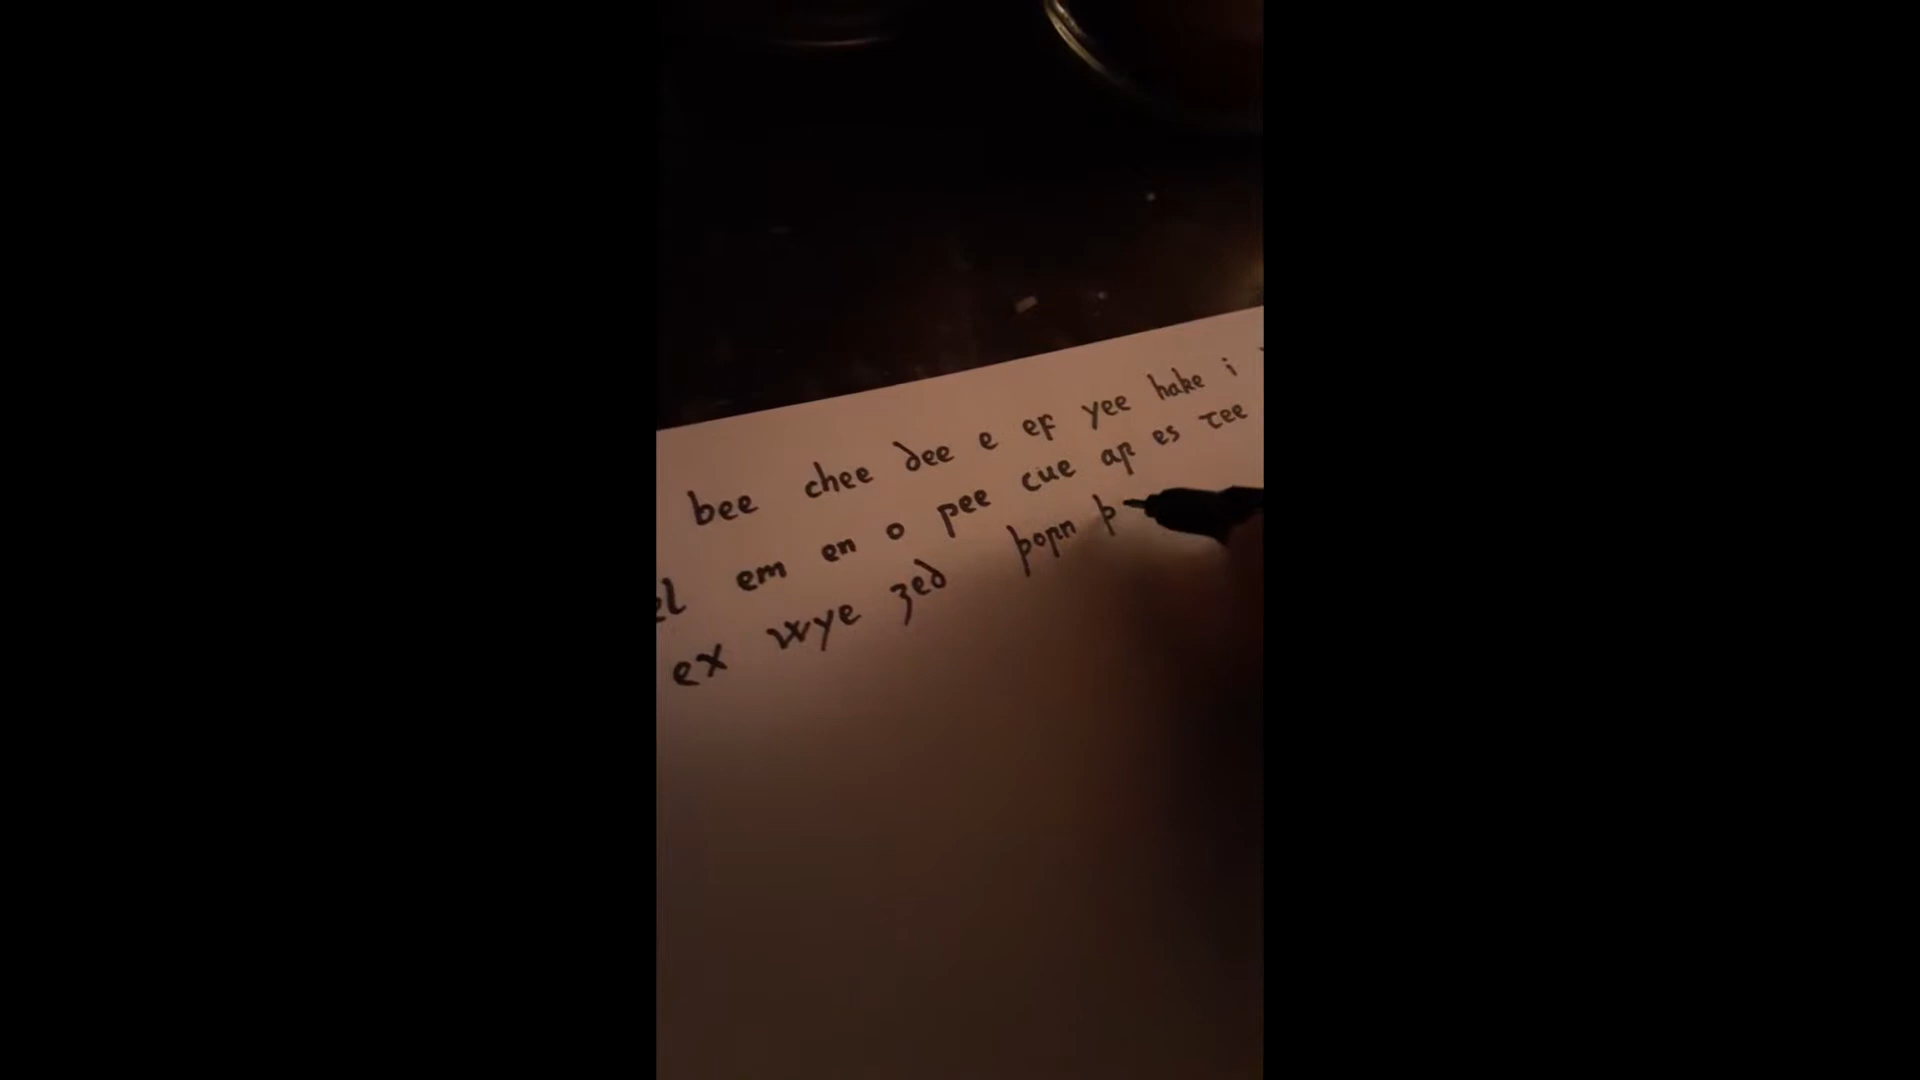 bee chee dee e ef yee hake i
el em en o pee cue ar es tee
ex wye zed þorn þ